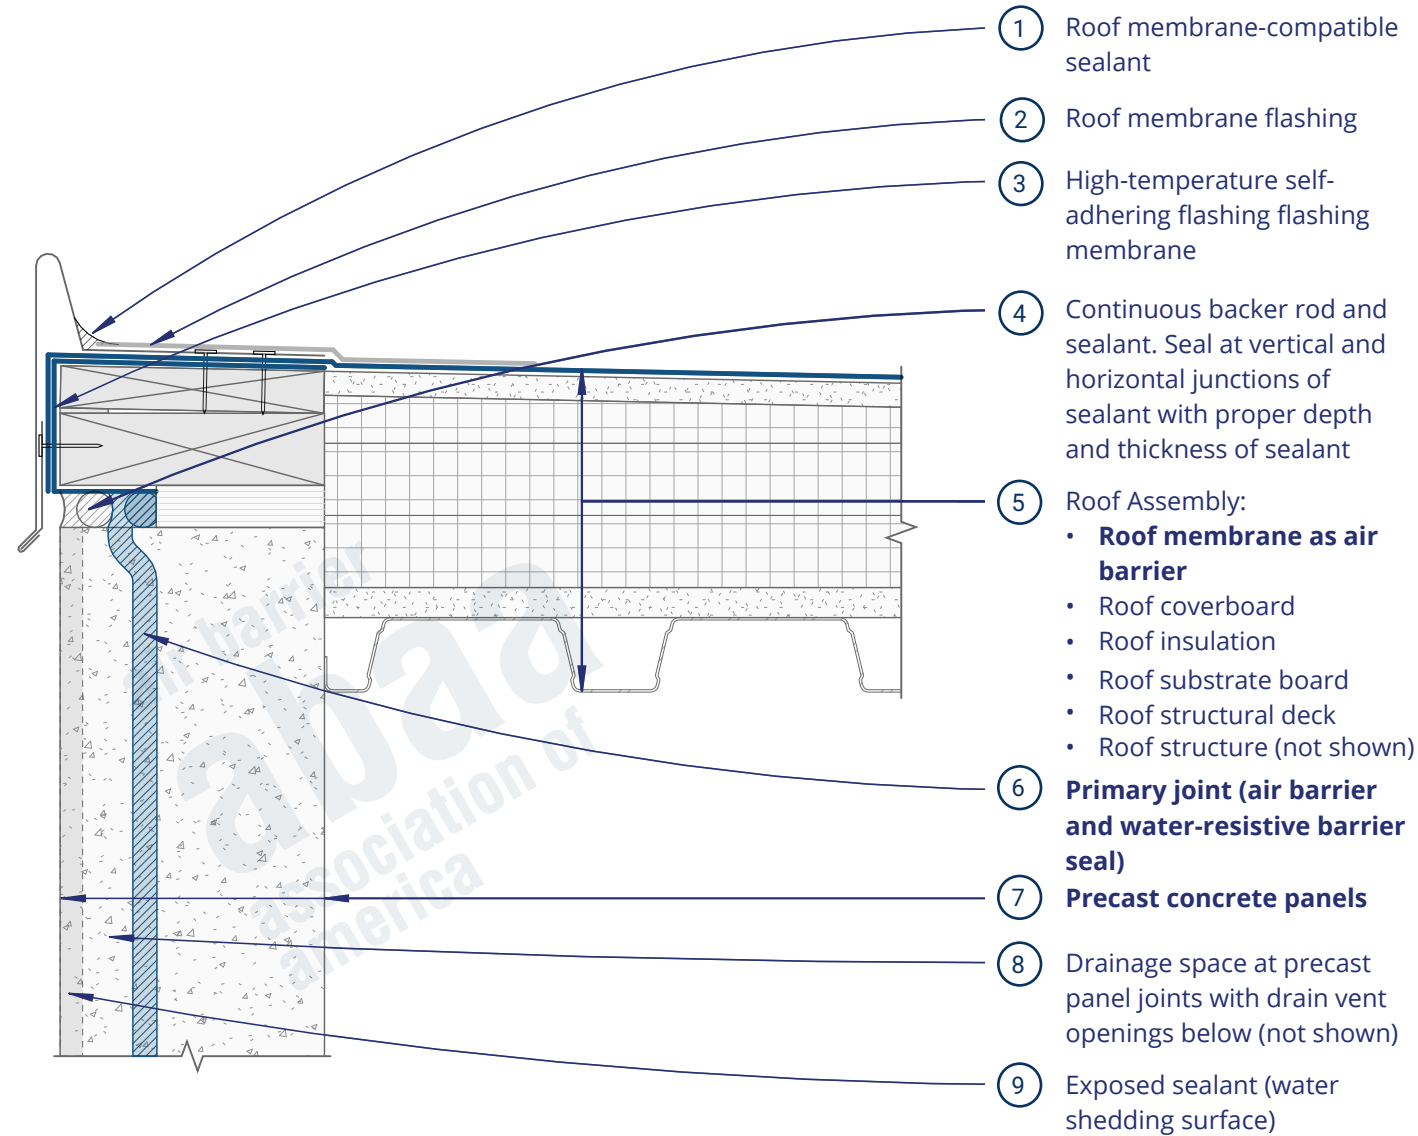 1 Roof membrane-compatible
sealant
2 Roof membrane flashing
3 High-temperature self-
adhering flashing flashing
membrane
4 Continuous backer rod and
sealant. Seal at vertical and
horizontal junctions of
sealant with proper depth
and thickness of sealant
5 Roof Assembly:
• Roof membrane as air
barrier
• Roof coverboard
• Roof insulation
• Roof substrate board
• Roof structural deck
• Roof structure (not shown)
6 Primary joint (air barrier
and water-resistive barrier
seal)
7 Precast concrete panels
8 Drainage space at precast
panel joints with drain vent
openings below (not shown)
9 Exposed sealant (water
shedding surface)
air barrier
abaa
association of
america